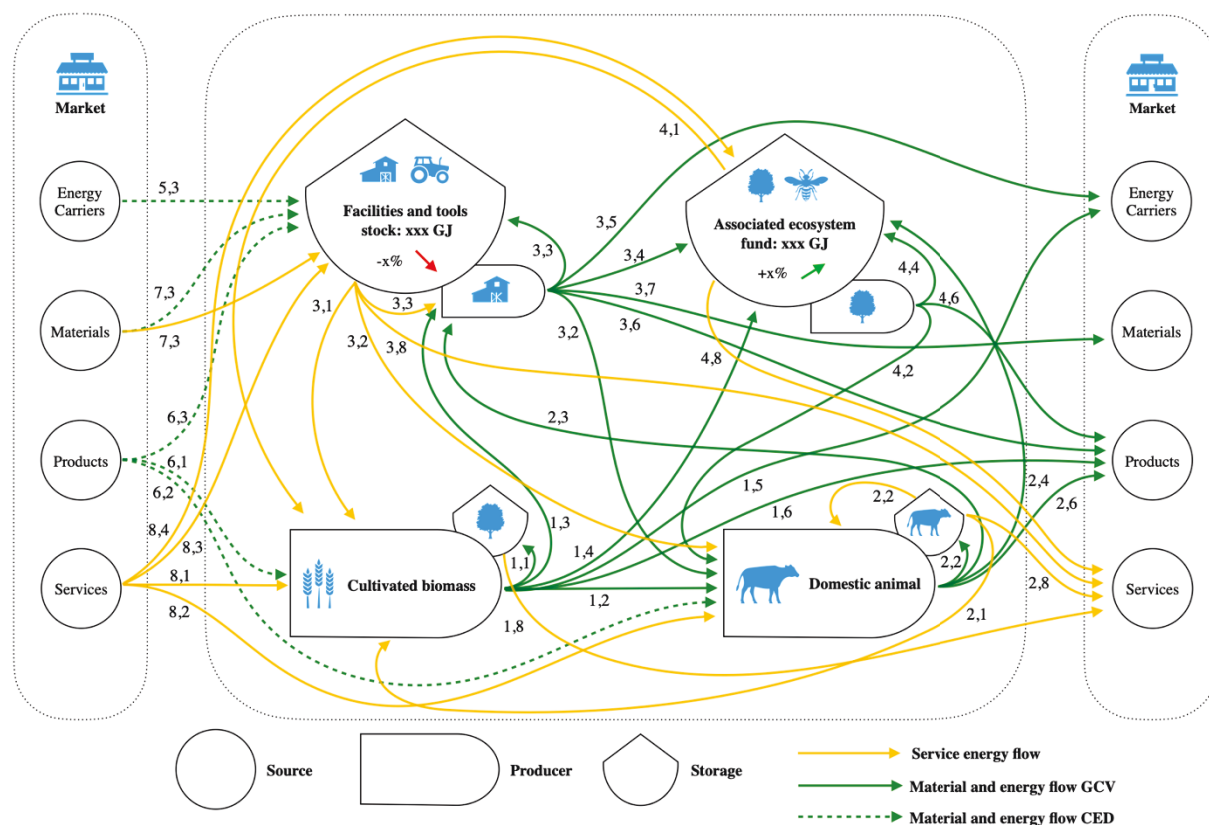 Market
Market
Energy
Carriers
Materials
Products
Services
5,3
7,3
7,3
6,3
6,1
6,2
8,4
8,3
8,1
8,2
Facilities and tools
stock: xxx GJ
-x%
Associated ecosystem
fund: xxx GJ
+x%
4,1
3,5
3,3
3,4
3,7
3,6
3,2
3,1
3,3
3,2
3,8
4,4
4,6
4,8
4,2
2,3
1,5
1,6
1,3
1,4
1,1
1,2
1,8
2,2
2,2
2,4
2,6
2,8
2,1
Cultivated biomass
Domestic animal
Energy
Carriers
Materials
Products
Services
Source
Producer
Storage
Service energy flow
Material and energy flow GCV
Material and energy flow CED